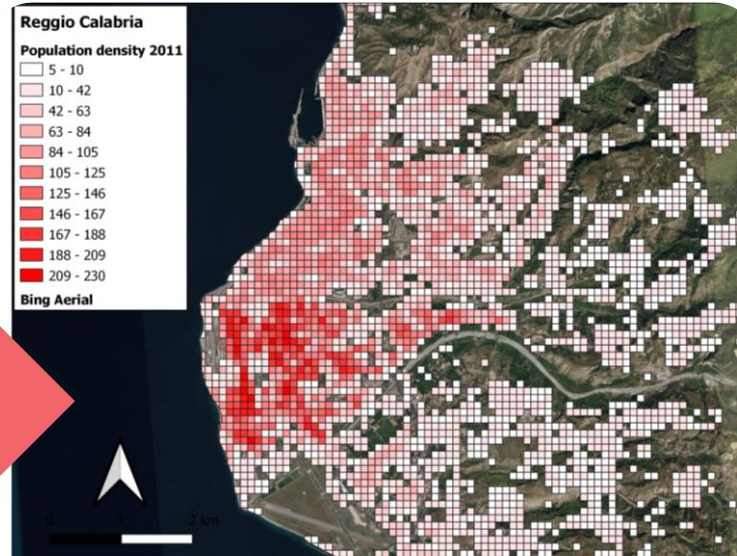 Reggio Calabria
Population density 2011
5 - 10
10 - 42
42 - 63
63 - 84
84 - 105
105 - 125
125 - 146
146 - 167
167 - 188
188 - 209
209 - 230
Bing Aerial
0 1 2 km